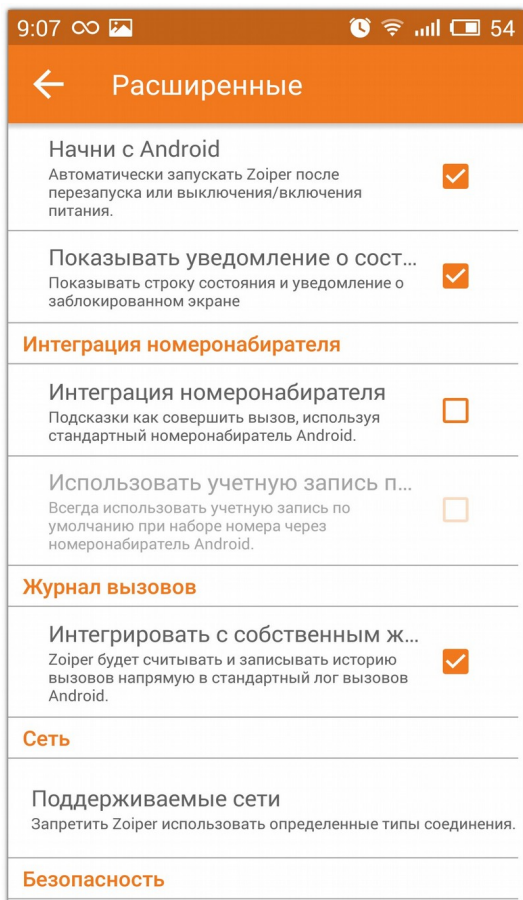 9:07 54
Расширенные
Начни с Android
Автоматически запускать Zoiper после
перезапуска или выключения/включения
питания.
Показывать уведомление о сост...
Показывать строку состояния и уведомление о
заблокированном экране
Интеграция номеронабирателя
Интеграция номеронабирателя
Подсказки как совершить вызов, используя
стандартный номеронабиратель Android.
Использовать учетную запись п...
Всегда использовать учетную запись по
умолчанию при наборе номера через
номеронабиратель Android.
Журнал вызовов
Интегрировать с собственным ж...
Zoiper будет считывать и записывать историю
вызовов напрямую в стандартный лог вызовов
Android.
Сеть
Поддерживаемые сети
Запретить Zoiper использовать определенные типы соединения.
Безопасность